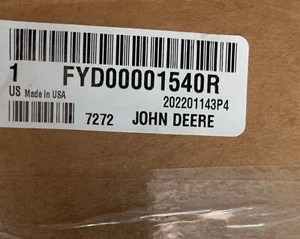 1 FYD00001540R
US Made in USA
202201143P4
7272 JOHN DEERE